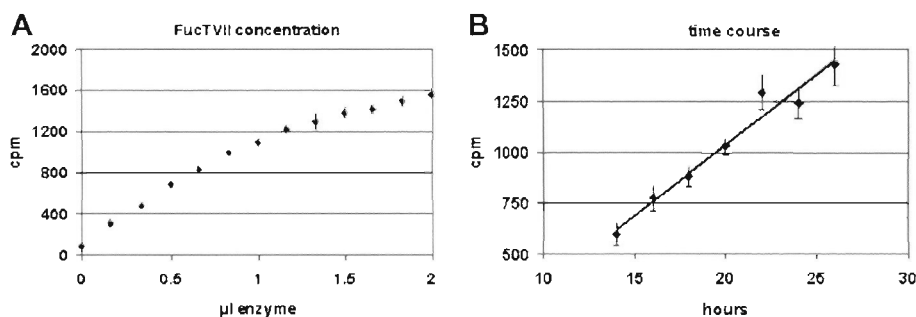 A
FucTVII concentration
2000
1600
1200
800
400
0
cpm
0 0.5 1 1.5 2
µl enzyme
B
time course
1500
1250
1000
750
500
cpm
10 15 20 25 30
hours